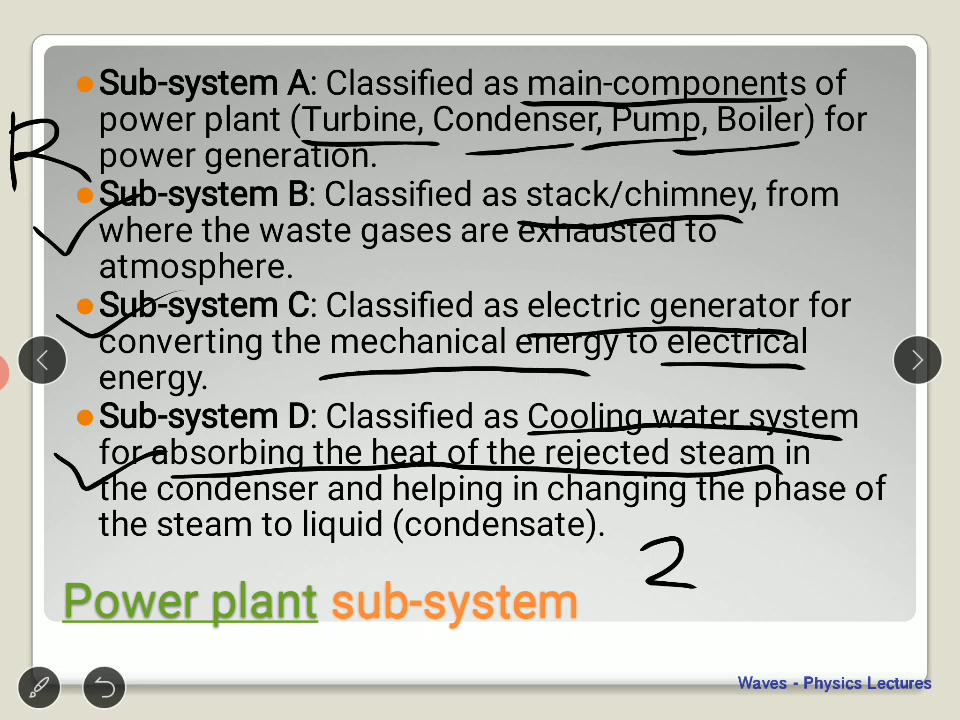 ●Sub-system A: Classified as main-components of
power plant (Turbine, Condenser, Pump, Boiler) for
power generation.
●Sub-system B: Classified as stack/chimney, from
where the waste gases are exhausted to
atmosphere.
●Sub-system C: Classified as electric generator for
converting the mechanical energy to electrical
energy.
●Sub-system D: Classified as Cooling water system
for absorbing the heat of the rejected steam in
the condenser and helping in changing the phase of
the steam to liquid (condensate).
R
2
Power plant sub-system
Waves - Physics Lectures